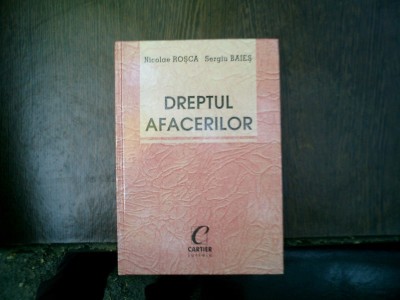 Nicolae ROȘCA Sergiu BAIEȘ
DREPTUL
AFACERILOR
C
CARTIER